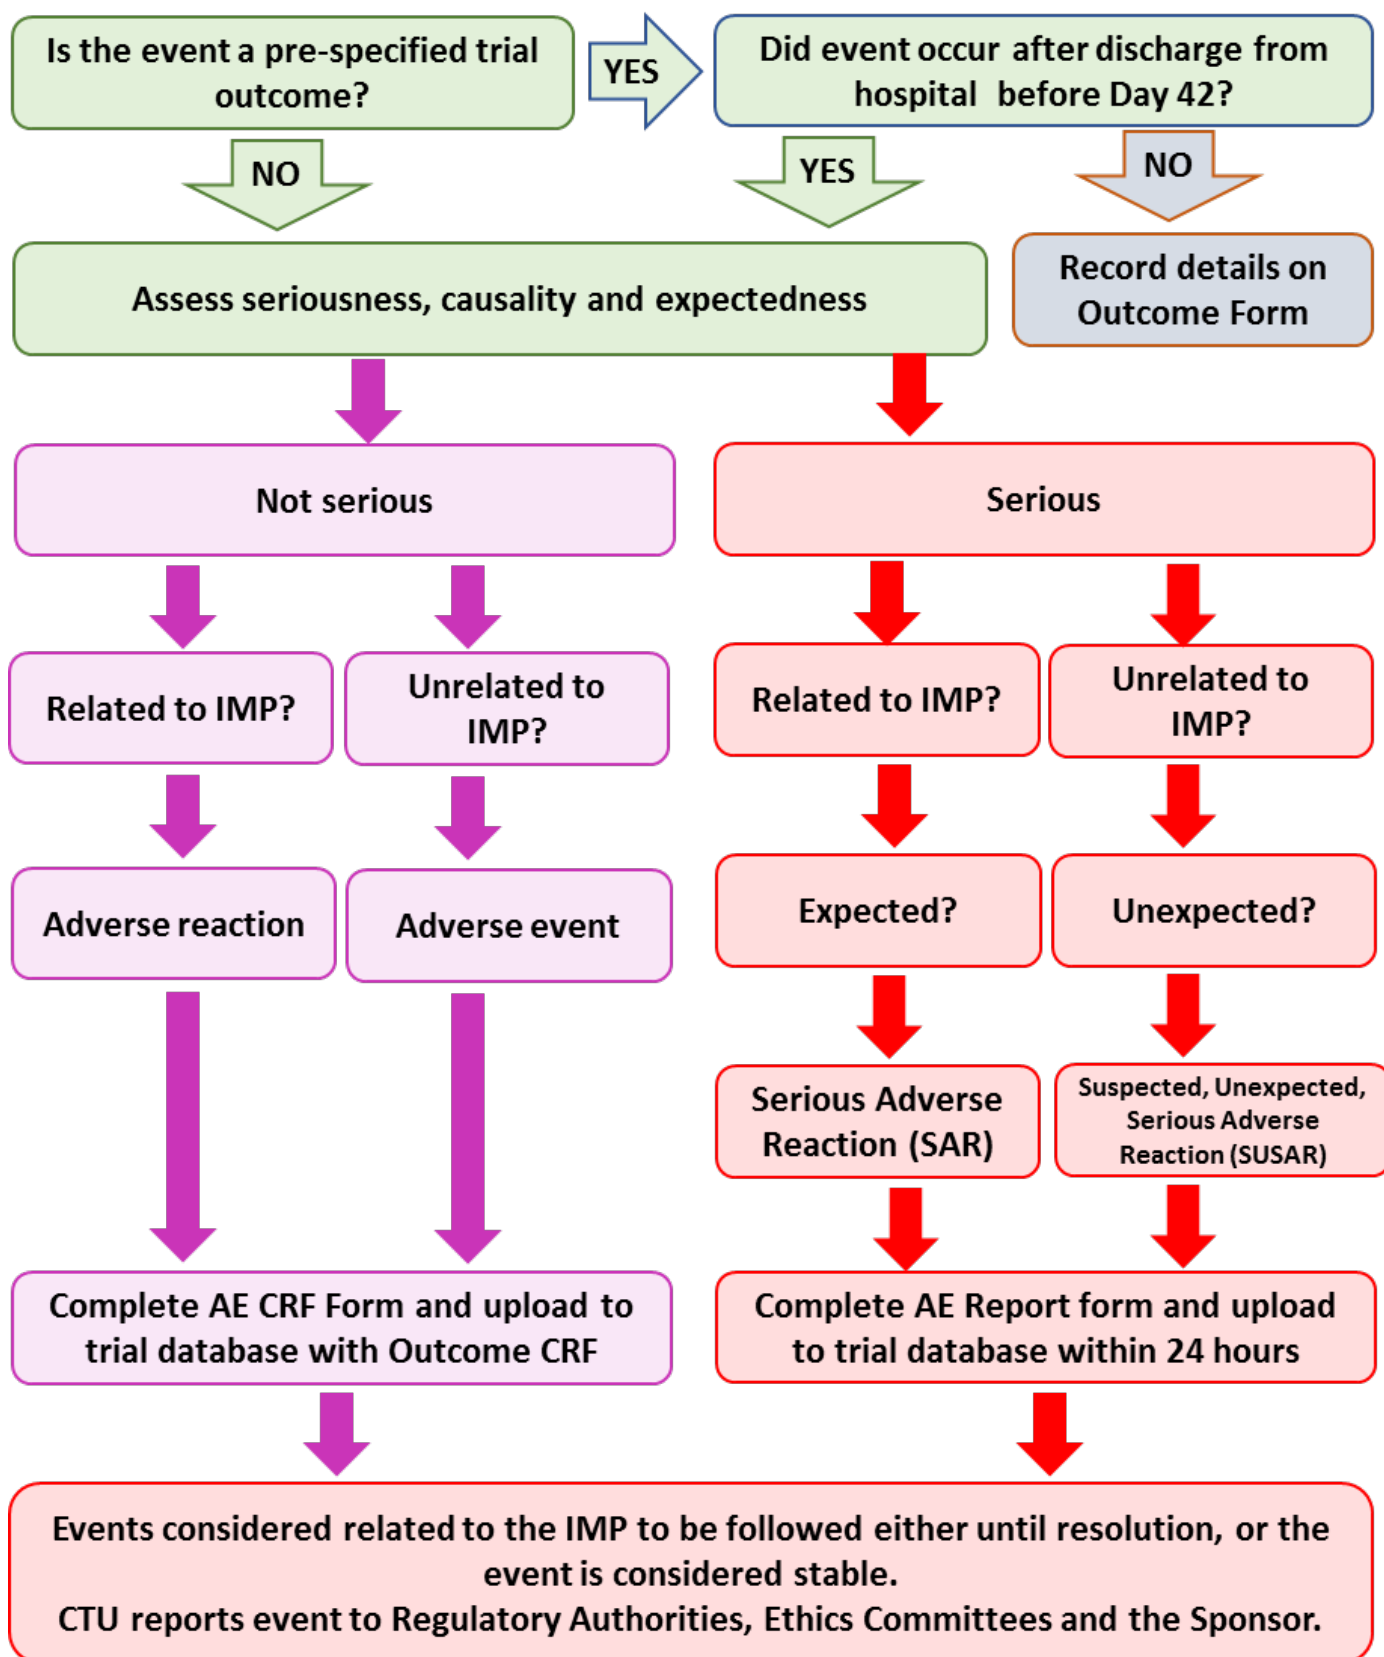 Is the event a pre-specified trial
outcome?
YES
Did event occur after discharge from
hospital before Day 42?
NO
YES
NO
Assess seriousness, causality and expectedness
Record details on
Outcome Form
Not serious
Serious
Related to IMP?
Unrelated to
IMP?
Related to IMP?
Unrelated to
IMP?
Adverse reaction
Adverse event
Expected?
Unexpected?
Serious Adverse
Reaction (SAR)
Suspected, Unexpected,
Serious Adverse
Reaction (SUSAR)
Complete AE CRF Form and upload to
trial database with Outcome CRF
Complete AE Report form and upload
to trial database within 24 hours
Events considered related to the IMP to be followed either until resolution, or the
event is considered stable.
CTU reports event to Regulatory Authorities, Ethics Committees and the Sponsor.